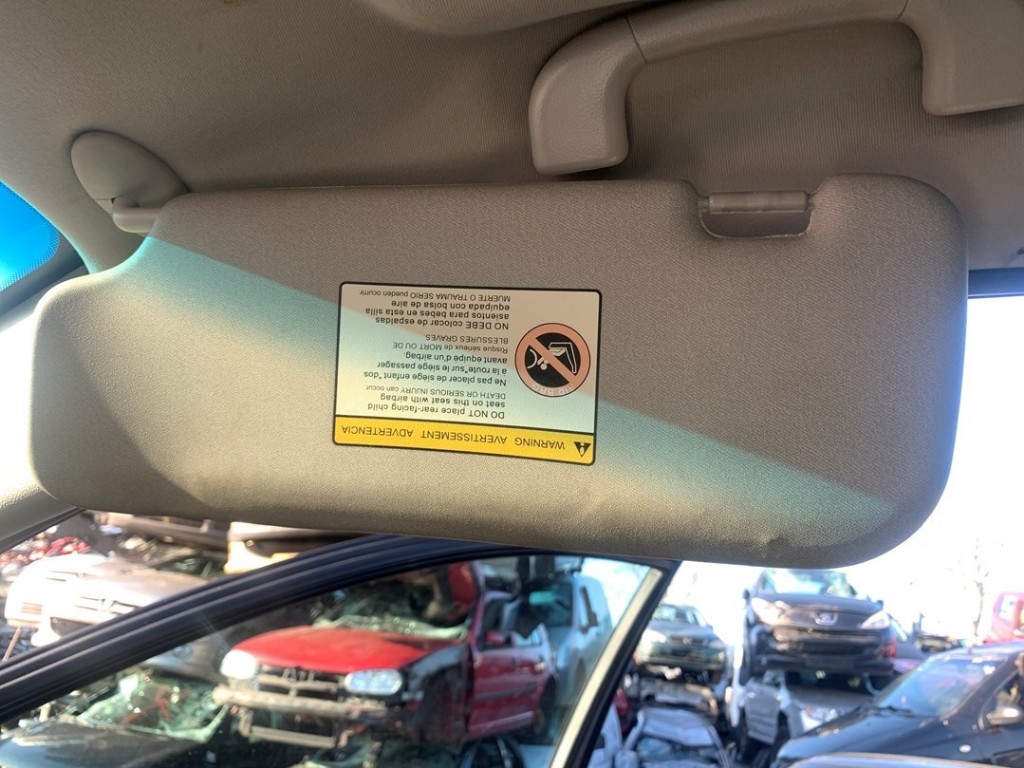 WARNING AVERTISSEMENT ADVERTENCIA
DO NOT place rear-facing child
seat on this seat with airbag
DEATH OR SERIOUS INJURY can occur
Ne pas placer de siège enfant "dos
à la route"sur le siège passager
avant équipé d'un airbag.
Risque sérieux de MORT OU DE
BLESSURES GRAVES.
NO DEBE colocar de espaldas
asientos para bebes en esta silla
equipada con bolsa de aire
MUERTE O TRAUMA SERIO pueden ocurrir